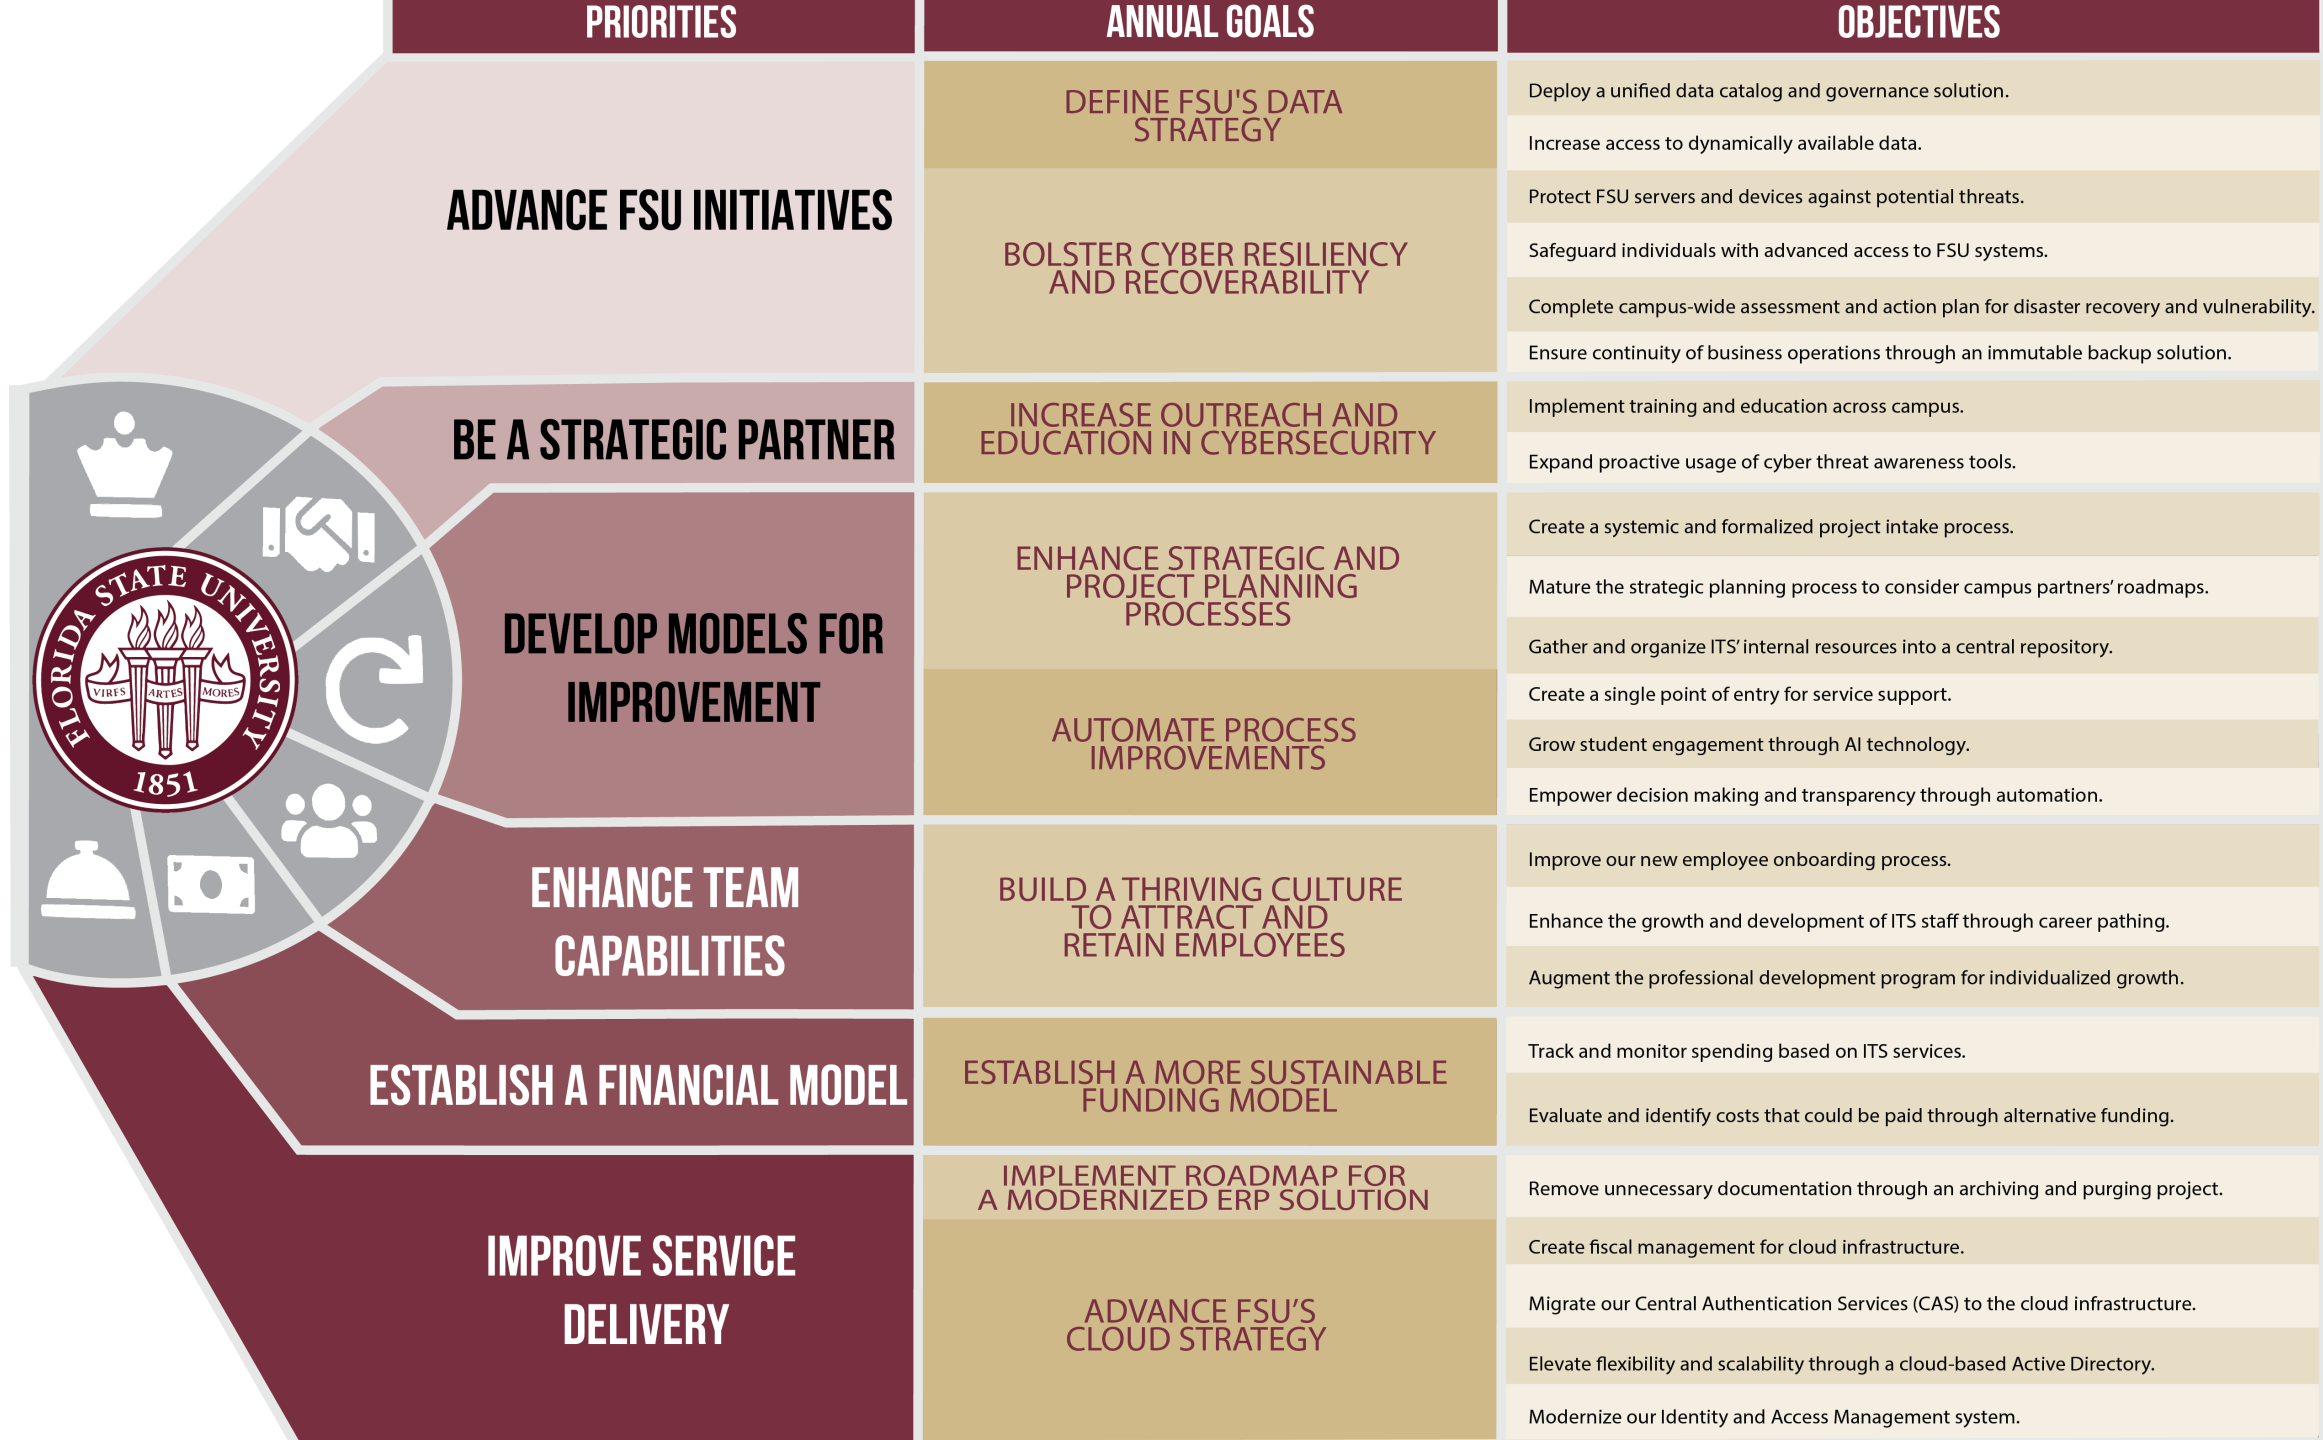 PRIORITIES
ANNUAL GOALS
OBJECTIVES
ADVANCE FSU INITIATIVES
DEFINE FSU'S DATA
STRATEGY
Deploy a unified data catalog and governance solution.
Increase access to dynamically available data.
BOLSTER CYBER RESILIENCY
AND RECOVERABILITY
Protect FSU servers and devices against potential threats.
Safeguard individuals with advanced access to FSU systems.
Complete campus-wide assessment and action plan for disaster recovery and vulnerability.
Ensure continuity of business operations through an immutable backup solution.
BE A STRATEGIC PARTNER
INCREASE OUTREACH AND
EDUCATION IN CYBERSECURITY
Implement training and education across campus.
Expand proactive usage of cyber threat awareness tools.
DEVELOP MODELS FOR
IMPROVEMENT
ENHANCE STRATEGIC AND
PROJECT PLANNING
PROCESSES
Create a systemic and formalized project intake process.
Mature the strategic planning process to consider campus partners’ roadmaps.
Gather and organize ITS’ internal resources into a central repository.
AUTOMATE PROCESS
IMPROVEMENTS
Create a single point of entry for service support.
Grow student engagement through AI technology.
Empower decision making and transparency through automation.
ENHANCE TEAM
CAPABILITIES
BUILD A THRIVING CULTURE
TO ATTRACT AND
RETAIN EMPLOYEES
Improve our new employee onboarding process.
Enhance the growth and development of ITS staff through career pathing.
Augment the professional development program for individualized growth.
ESTABLISH A FINANCIAL MODEL
ESTABLISH A MORE SUSTAINABLE
FUNDING MODEL
Track and monitor spending based on ITS services.
Evaluate and identify costs that could be paid through alternative funding.
IMPROVE SERVICE
DELIVERY
IMPLEMENT ROADMAP FOR
A MODERNIZED ERP SOLUTION
Remove unnecessary documentation through an archiving and purging project.
ADVANCE FSU’S
CLOUD STRATEGY
Create fiscal management for cloud infrastructure.
Migrate our Central Authentication Services (CAS) to the cloud infrastructure.
Elevate flexibility and scalability through a cloud-based Active Directory.
Modernize our Identity and Access Management system.
FLORIDA STATE UNIVERSITY
VIRES ARTES MORES
1851